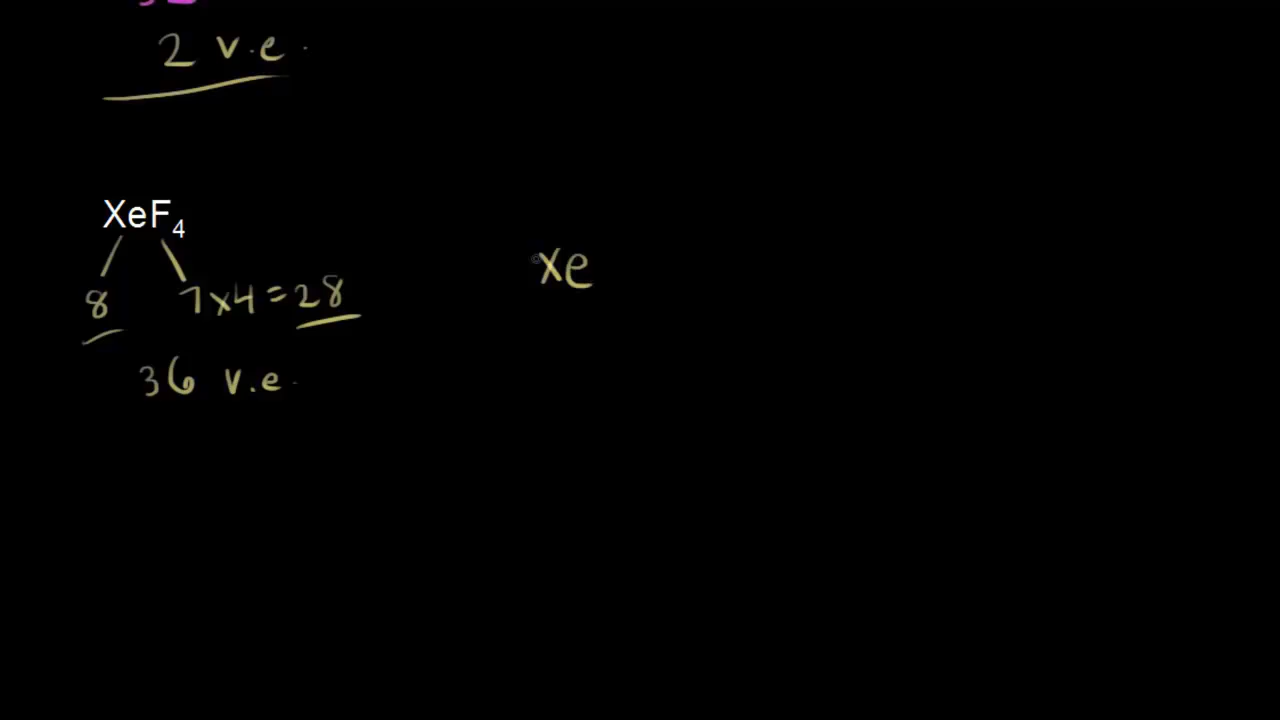 2 v.e.
XeF₄
Xe
8 7x4=28
36 v.e.